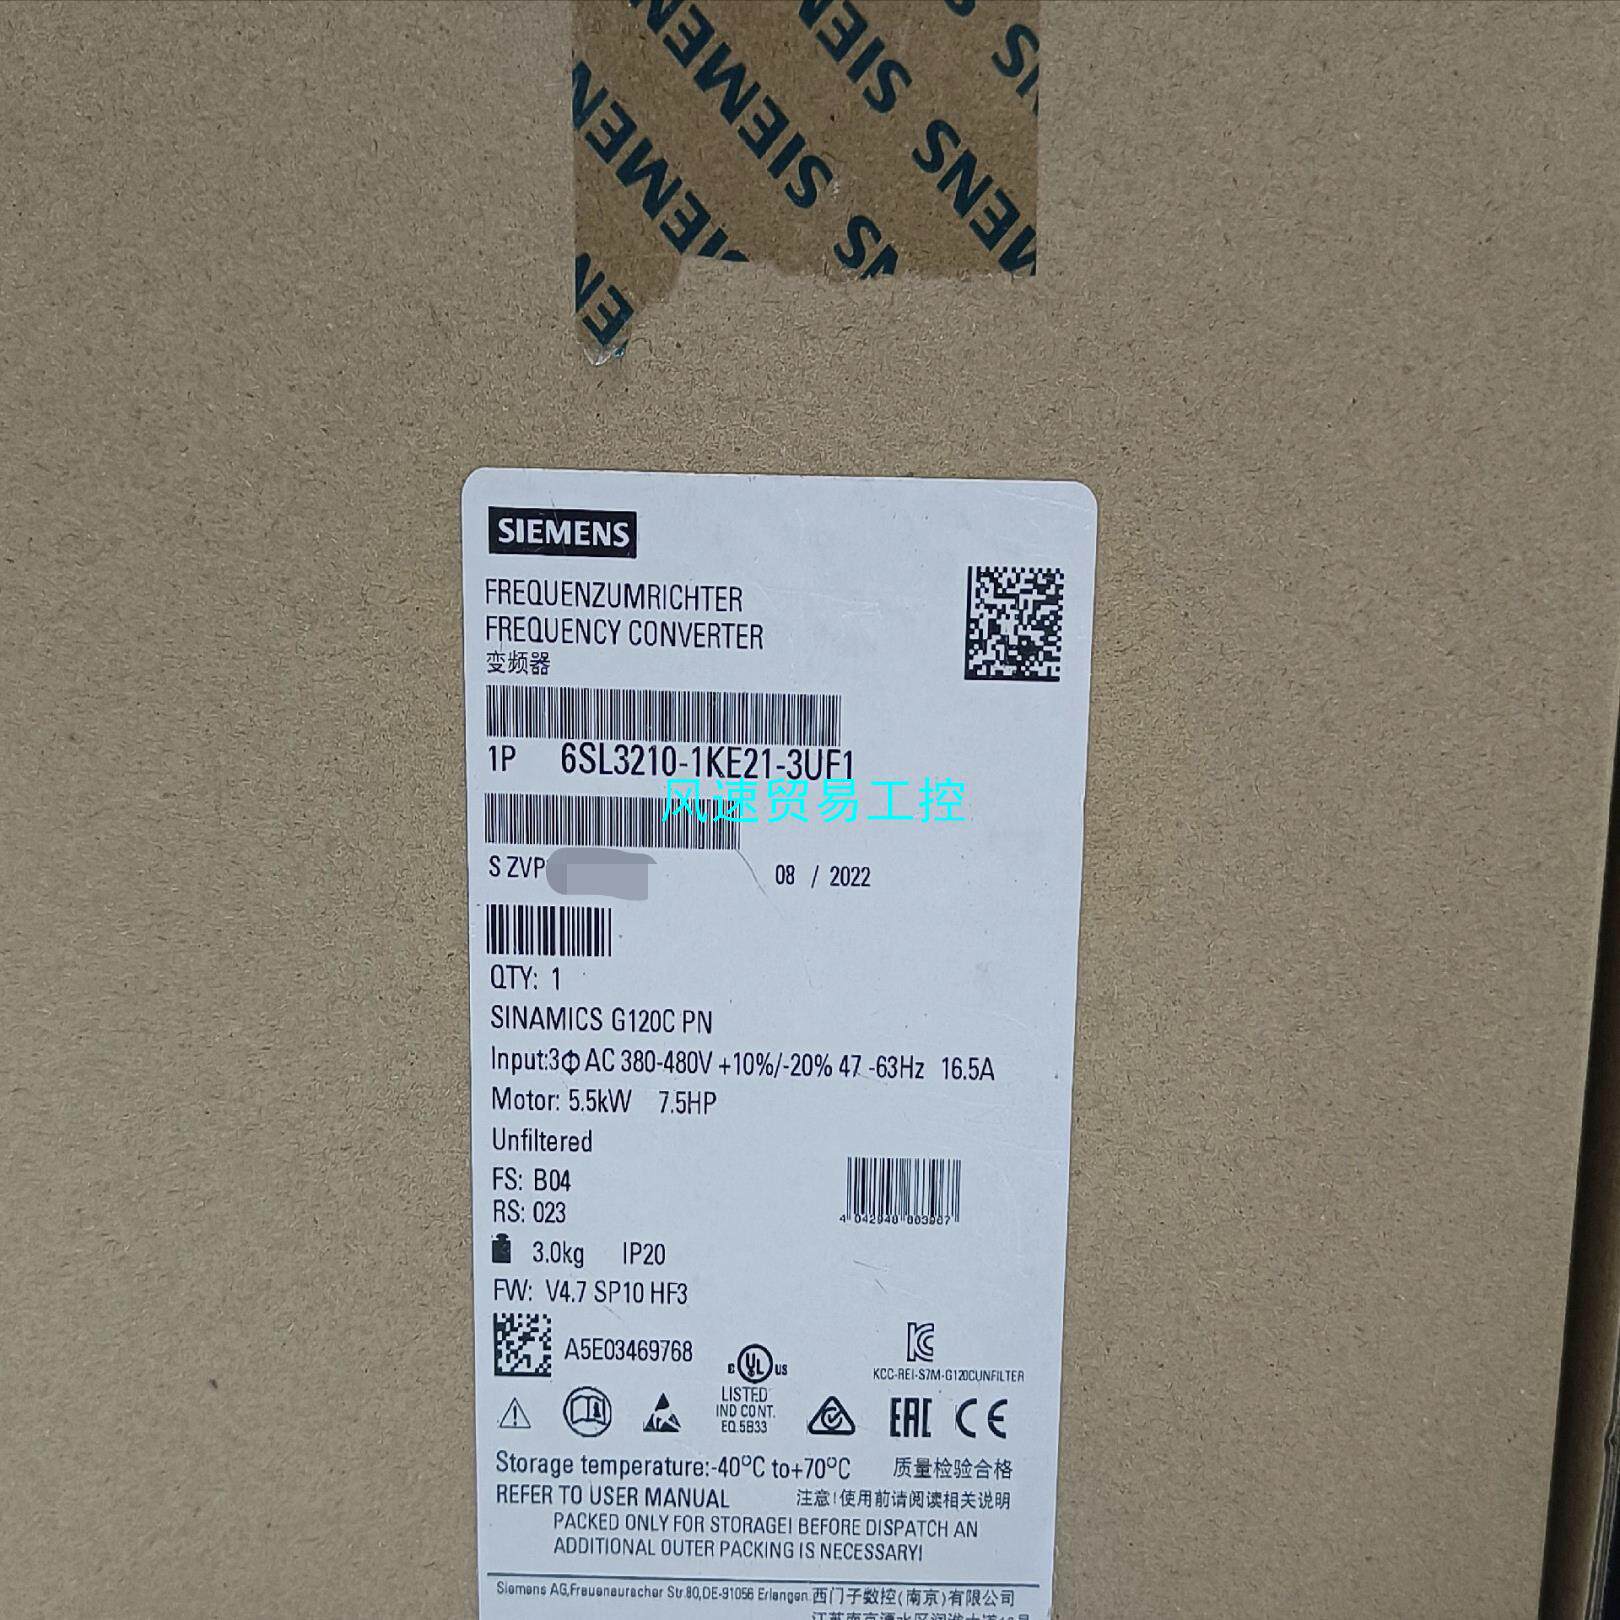 SIEMENS
SIEMENS
SIEMENS
FREQUENZUMRICHTER
FREQUENCY CONVERTER
变频器
1P 6SL3210-1KE21-3UF1
风速贸易工控
S ZVP
08 / 2022
QTY: 1
SINAMICS G120C PN
Input:3Φ AC 380-480V +10%/-20% 47 -63Hz 16.5A
Motor: 5.5kW 7.5HP
Unfiltered
FS: B04
RS: 023
3.0kg IP20
FW: V4.7 SP10 HF3
A5E03469768
C UL US
LISTED
IND CONT.
EQ.5B33
KCC-REI-S7M-G120CUNFILTER
EAC CE
Storage temperature:-40°C to+70°C 质量检验合格
REFER TO USER MANUAL 注意!使用前请阅读相关说明
PACKED ONLY FOR STORAGE! BEFORE DISPATCH AN
ADDITIONAL OUTER PACKING IS NECESSARY!
Siemens AG,Frauenauracher Str.80,DE-91056 Erlangen 西门子数控(南京)有限公司